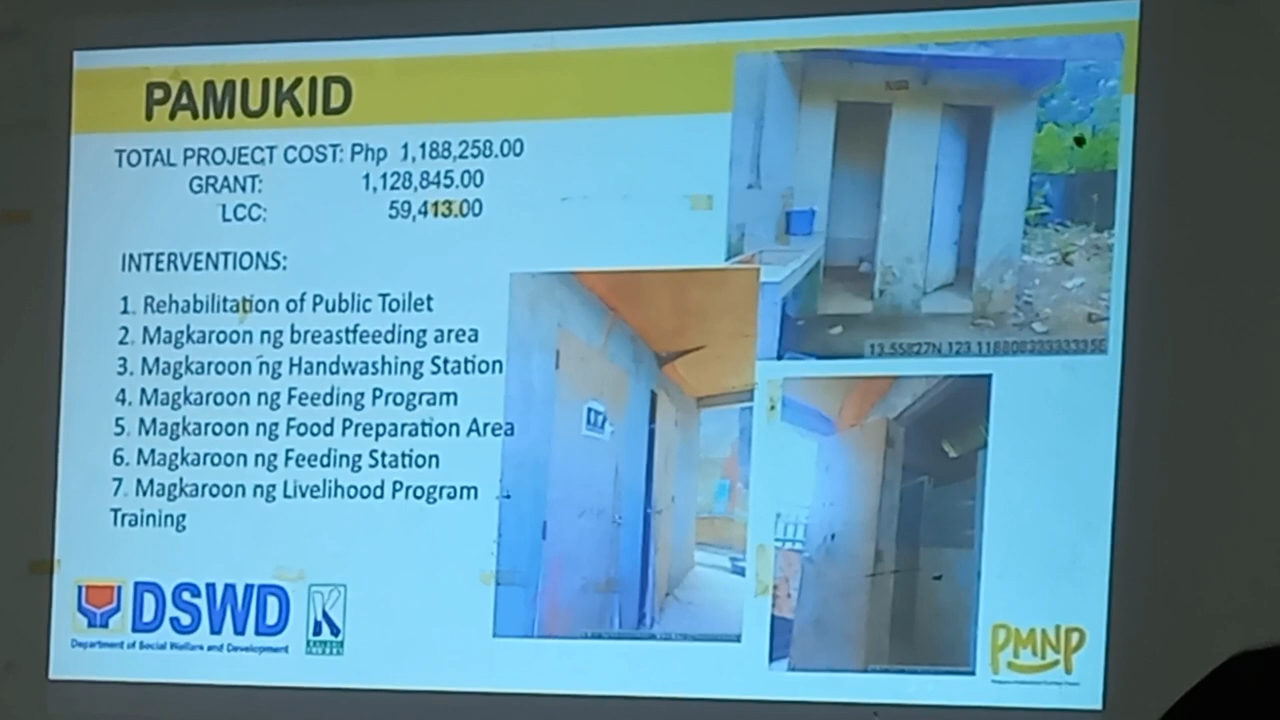 PAMUKID
TOTAL PROJECT COST: Php 1,188,258.00
GRANT: 1,128,845.00
LCC: 59,413.00
INTERVENTIONS:
1. Rehabilitation of Public Toilet
2. Magkaroon ng breastfeeding area
3. Magkaroon ng Handwashing Station
4. Magkaroon ng Feeding Program
5. Magkaroon ng Food Preparation Area
6. Magkaroon ng Feeding Station
7. Magkaroon ng Livelihood Program
Training
DSWD
Department of Social Welfare and Development
PMNP